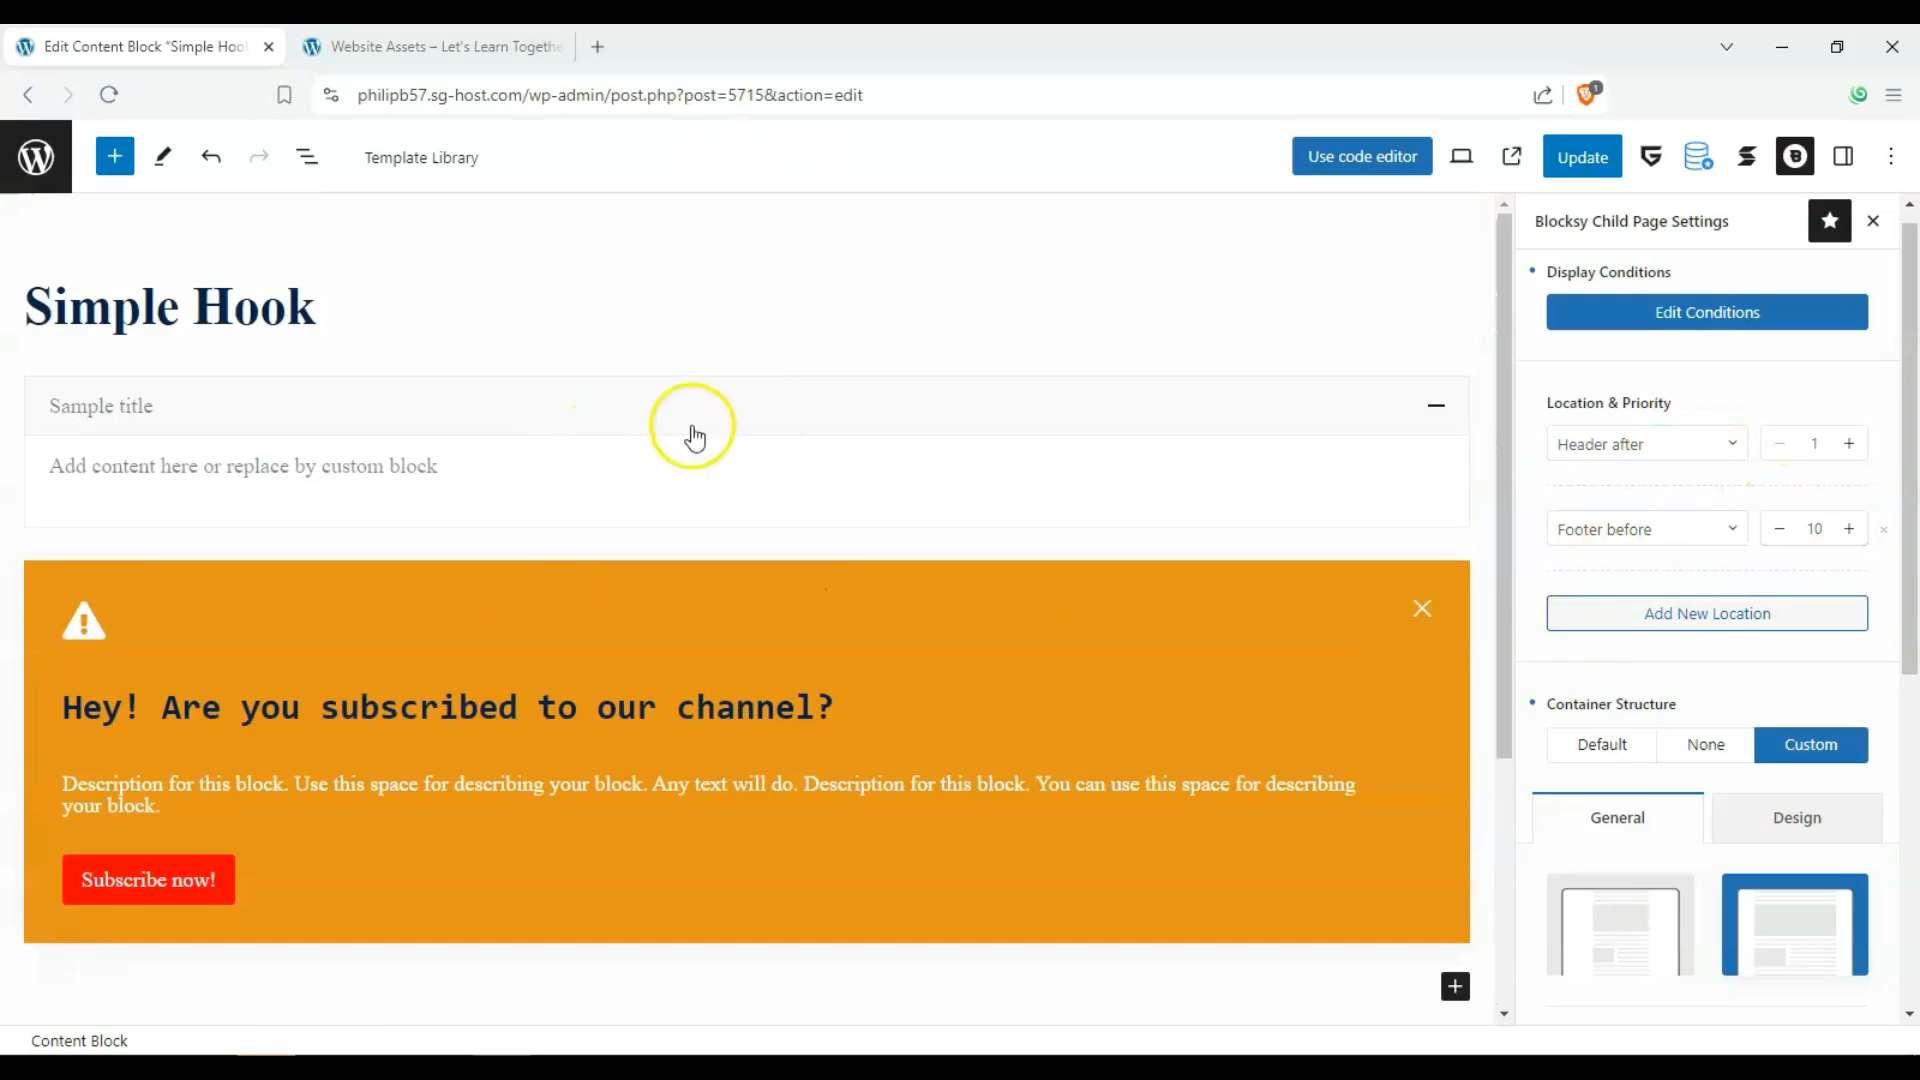 Edit Content Block "Simple Hoo
Website Assets – Let's Learn Togethe
philipb57.sg-host.com/wp-admin/post.php?post=5715&action=edit
1
Template Library
Use code editor
Update
Blocksy Child Page Settings
Display Conditions
Edit Conditions
Simple Hook
Location & Priority
Sample title
Header after
1
Add content here or replace by custom block
Footer before
10
Add New Location
Hey! Are you subscribed to our channel?
Container Structure
Default
None
Custom
Description for this block. Use this space for describing your block. Any text will do. Description for this block. You can use this space for describing
your block.
General
Design
Subscribe now!
Content Block